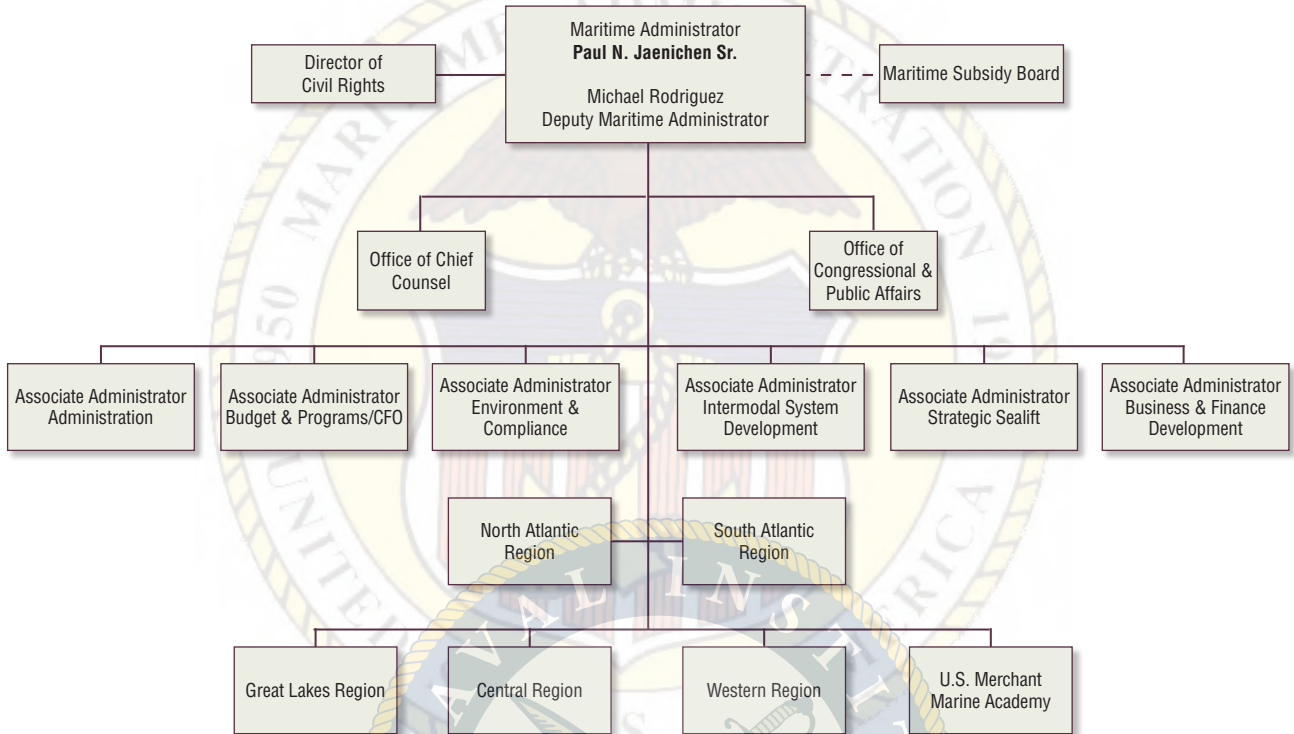 Maritime Administrator
Paul N. Jaenichen Sr.
Michael Rodriguez
Deputy Maritime Administrator
Director of
Civil Rights
Maritime Subsidy Board
Office of Chief
Counsel
Office of
Congressional &
Public Affairs
Associate Administrator
Administration
Associate Administrator
Budget & Programs/CFO
Associate Administrator
Environment &
Compliance
Associate Administrator
Intermodal System
Development
Associate Administrator
Strategic Sealift
Associate Administrator
Business & Finance
Development
North Atlantic
Region
South Atlantic
Region
Great Lakes Region
Central Region
Western Region
U.S. Merchant
Marine Academy